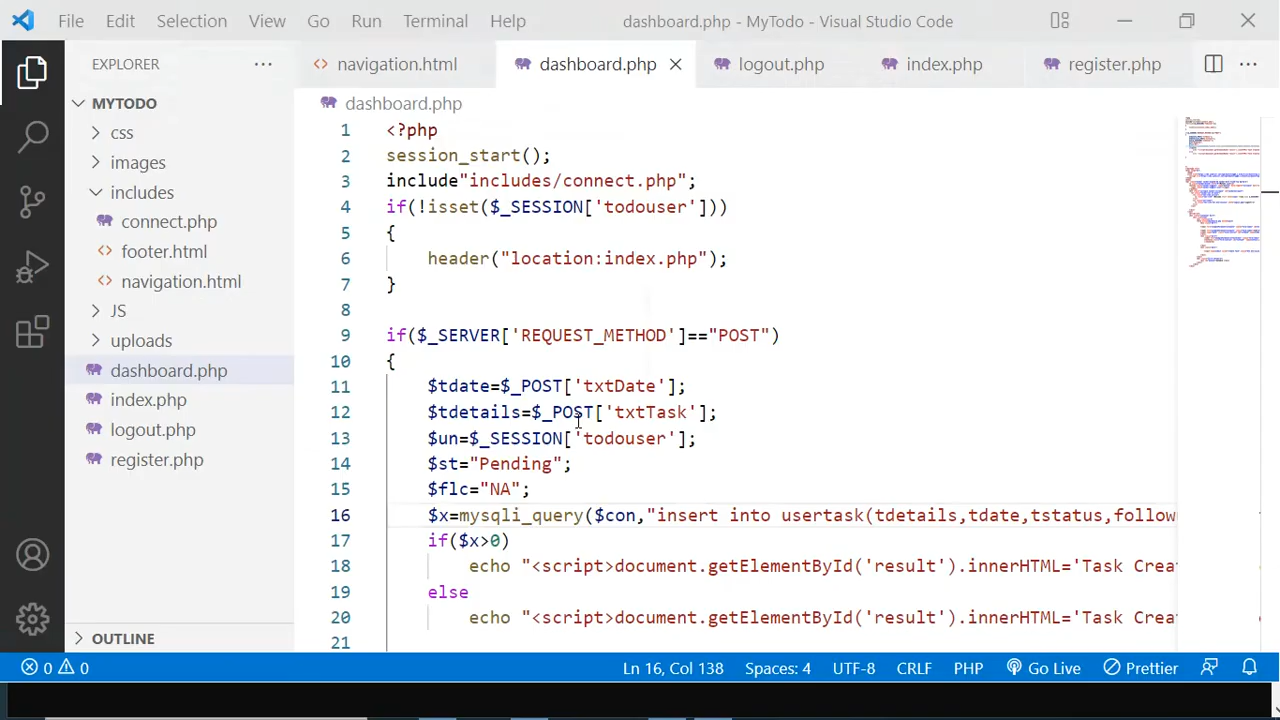 File Edit Selection View Go Run Terminal Help dashboard.php - MyTodo - Visual Studio Code
EXPLORER
navigation.html dashboard.php logout.php index.php register.php
MYTODO
css
images
includes
connect.php
footer.html
navigation.html
JS
uploads
dashboard.php
index.php
logout.php
register.php
OUTLINE
dashboard.php
1 <?php
2 session_start();
3 include"includes/connect.php";
4 if(!isset($_SESSION['todouser']))
5 {
6 header("location:index.php");
7 }
8
9 if($_SERVER['REQUEST_METHOD']=="POST")
10 {
11 $tdate=$_POST['txtDate'];
12 $tdetails=$_POST['txtTask'];
13 $un=$_SESSION['todouser'];
14 $st="Pending";
15 $flc="NA";
16 $x=mysqli_query($con,"insert into usertask(tdetails,tdate,tstatus,follow
17 if($x>0)
18 echo "<script>document.getElementById('result').innerHTML='Task Crea
19 else
20 echo "<script>document.getElementById('result').innerHTML='Task Crea
21
0 0 Ln 16, Col 138 Spaces: 4 UTF-8 CRLF PHP Go Live Prettier